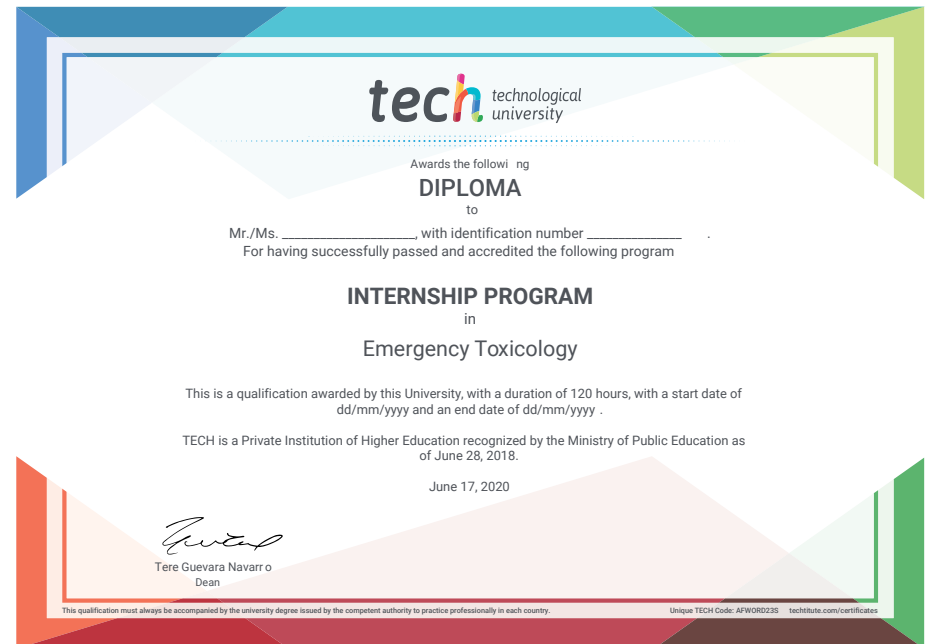 tech technological
university
Awards the followi ng
DIPLOMA
to
Mr./Ms. ___________________, with identification number ______________ .
For having successfully passed and accredited the following program
INTERNSHIP PROGRAM
in
Emergency Toxicology
This is a qualification awarded by this University, with a duration of 120 hours, with a start date of
dd/mm/yyyy and an end date of dd/mm/yyyy .
TECH is a Private Institution of Higher Education recognized by the Ministry of Public Education as
of June 28, 2018.
June 17, 2020
Tere Guevara Navarr o
Dean
This qualification must always be accompanied by the university degree issued by the competent authority to practice professionally in each country.
Unique TECH Code: AFWORD23S techtitute.com/certificates